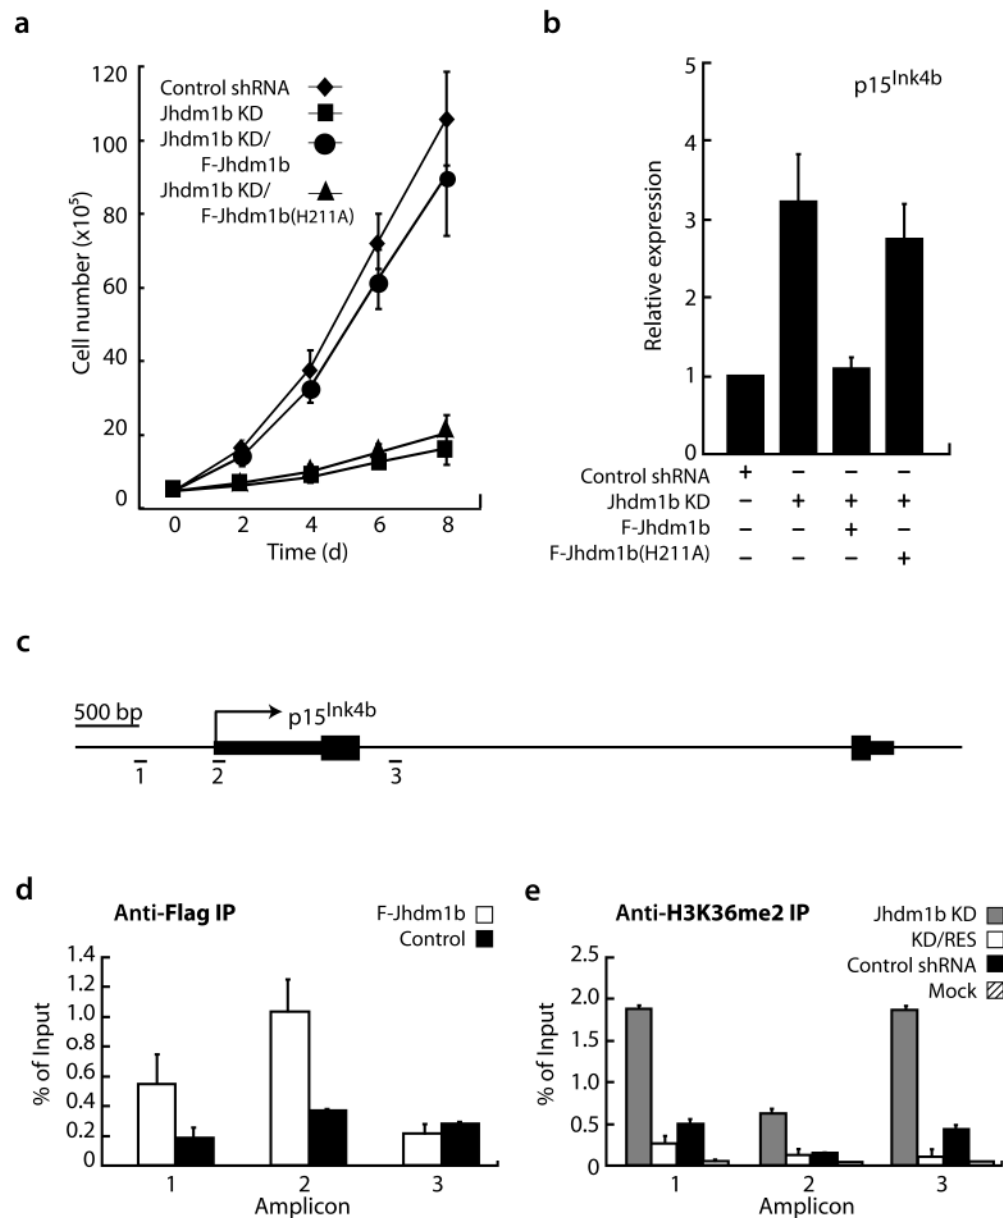 a
120
100
80
60
40
20
0
Cell number (x10⁵)
Control shRNA
Jhdm1b KD
Jhdm1b KD/
F-Jhdm1b
Jhdm1b KD/
F-Jhdm1b(H211A)
0 2 4 6 8
Time (d)
b
p15Ink4b
5
4
3
2
1
0
Relative expression
Control shRNA + − − −
Jhdm1b KD − + + +
F-Jhdm1b − − + −
F-Jhdm1b(H211A) − − − +
c
500 bp
p15Ink4b
1 2 3
d
Anti-Flag IP
F-Jhdm1b
Control
1.4
1.2
1.0
0.8
0.6
0.4
0.2
0
% of Input
1 2 3
Amplicon
e
Anti-H3K36me2 IP
Jhdm1b KD
KD/RES
Control shRNA
Mock
2.0
1.5
1.0
0.5
0
% of Input
1 2 3
Amplicon